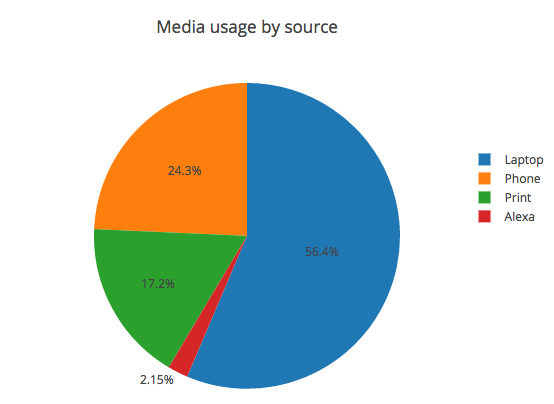 Media usage by source
Laptop
Phone
Print
Alexa
24.3%
56.4%
17.2%
2.15%